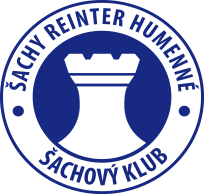 ŠACHY REINTER HUMENNÉ
ŠACHOVÝ KLUB